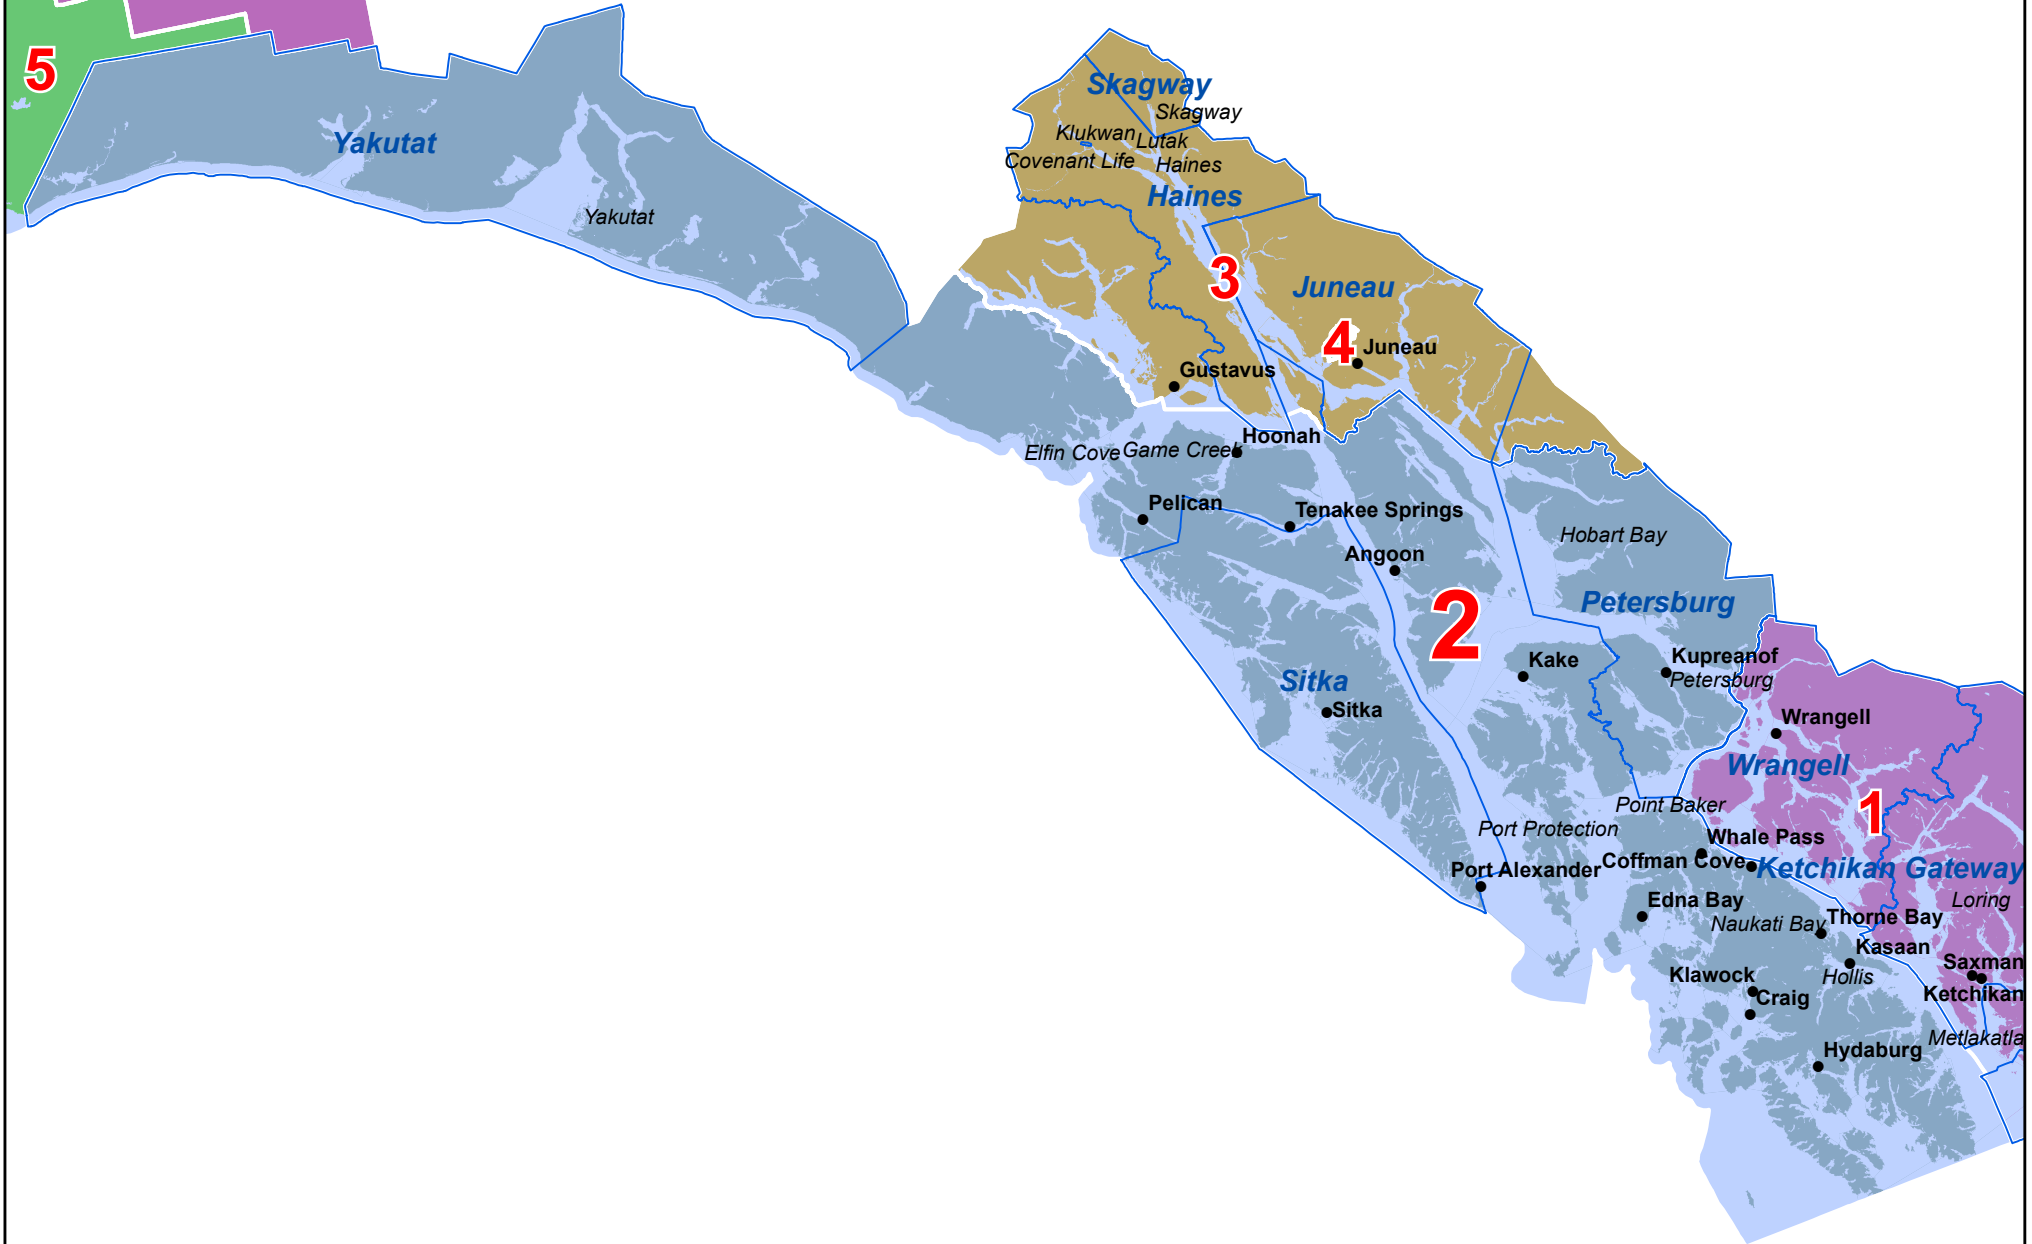 5
Skagway
Skagway
Yakutat
Klukwan
Lutak
Covenant Life
Haines
Haines
Yakutat
3
Juneau
4
Juneau
Gustavus
Hoonah
Elfin Cove
Game Creek
Pelican
Tenakee Springs
Hobart Bay
Angoon
2
Petersburg
Kake
Kupreanof
Petersburg
Sitka
Sitka
Wrangell
Wrangell
Point Baker
1
Port Protection
Whale Pass
Coffman Cove
Port Alexander
Ketchikan Gateway
Edna Bay
Loring
Naukati Bay
Thorne Bay
Kasaan
Saxman
Klawock
Hollis
Craig
Ketchikan
Metlakatla
Hydaburg